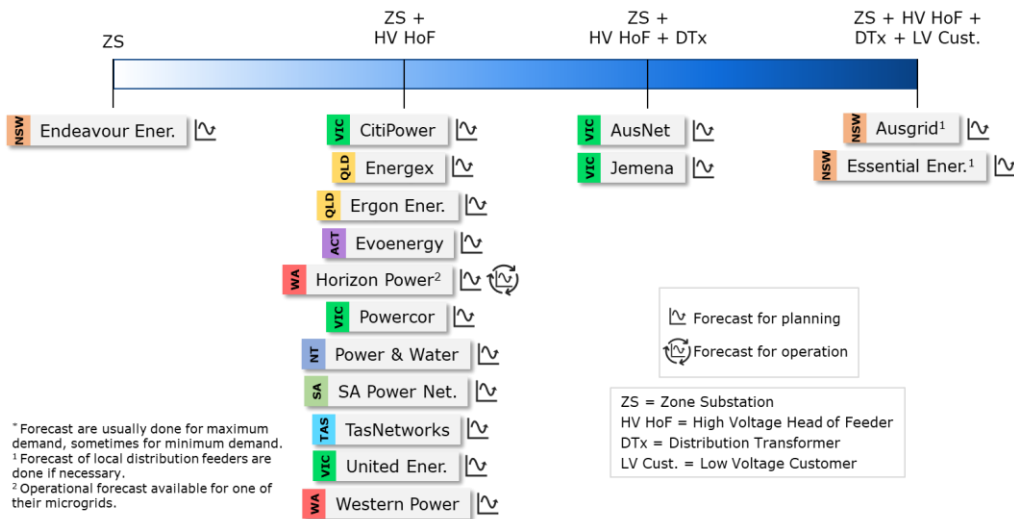 ZS
ZS +
HV HoF
ZS +
HV HoF + DTx
ZS + HV HoF +
DTx + LV Cust.
NSW Endeavour Ener.
VIC CitiPower
QLD Energex
QLD Ergon Ener.
ACT Evoenergy
WA Horizon Power²
VIC Powercor
NT Power & Water
SA SA Power Net.
TAS TasNetworks
VIC United Ener.
WA Western Power
VIC AusNet
VIC Jemena
NSW Ausgrid¹
NSW Essential Ener.¹
Forecast for planning
Forecast for operation
ZS = Zone Substation
HV HoF = High Voltage Head of Feeder
DTx = Distribution Transformer
LV Cust. = Low Voltage Customer
* Forecast are usually done for maximum
demand, sometimes for minimum demand.
¹ Forecast of local distribution feeders are
done if necessary.
² Operational forecast available for one of
their microgrids.